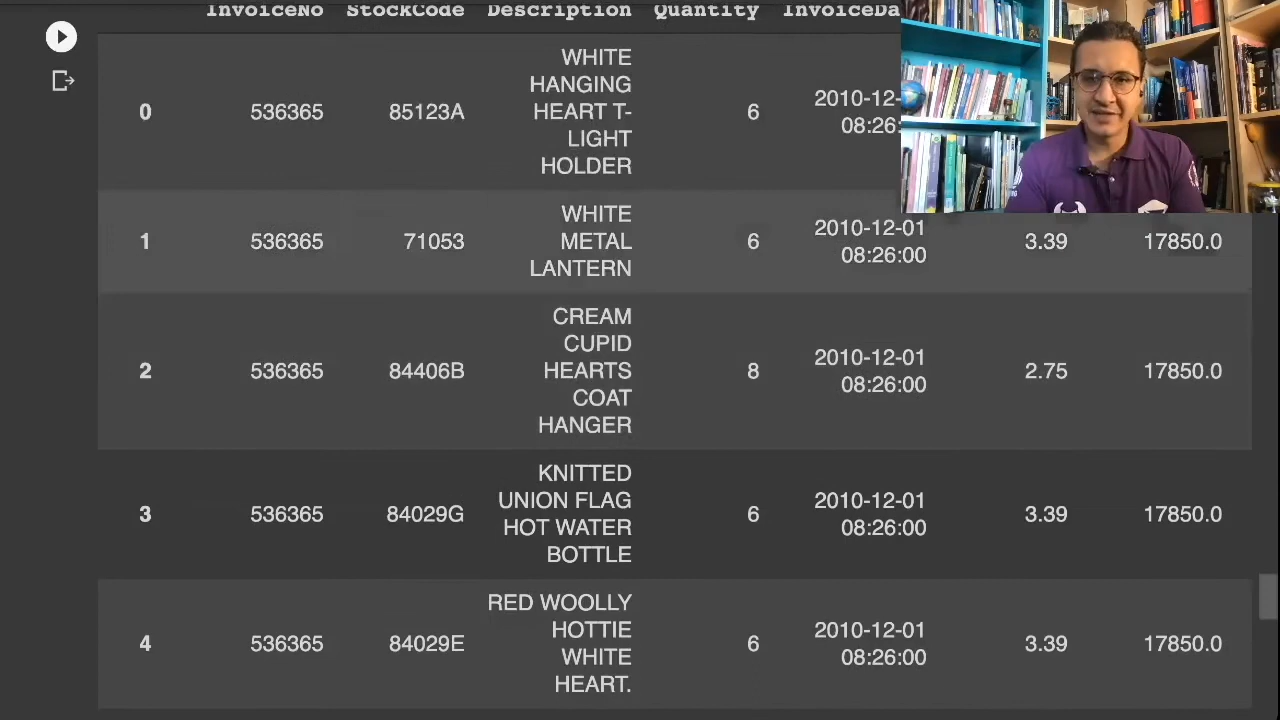 InvoiceNo StockCode Description Quantity
0 536365 85123A WHITE HANGING HEART T-LIGHT HOLDER 6 2010-12- 08:26:
1 536365 71053 WHITE METAL LANTERN 6 2010-12-01 08:26:00 3.39 17850.0
2 536365 84406B CREAM CUPID HEARTS COAT HANGER 8 2010-12-01 08:26:00 2.75 17850.0
3 536365 84029G KNITTED UNION FLAG HOT WATER BOTTLE 6 2010-12-01 08:26:00 3.39 17850.0
4 536365 84029E RED WOOLLY HOTTIE WHITE HEART. 6 2010-12-01 08:26:00 3.39 17850.0